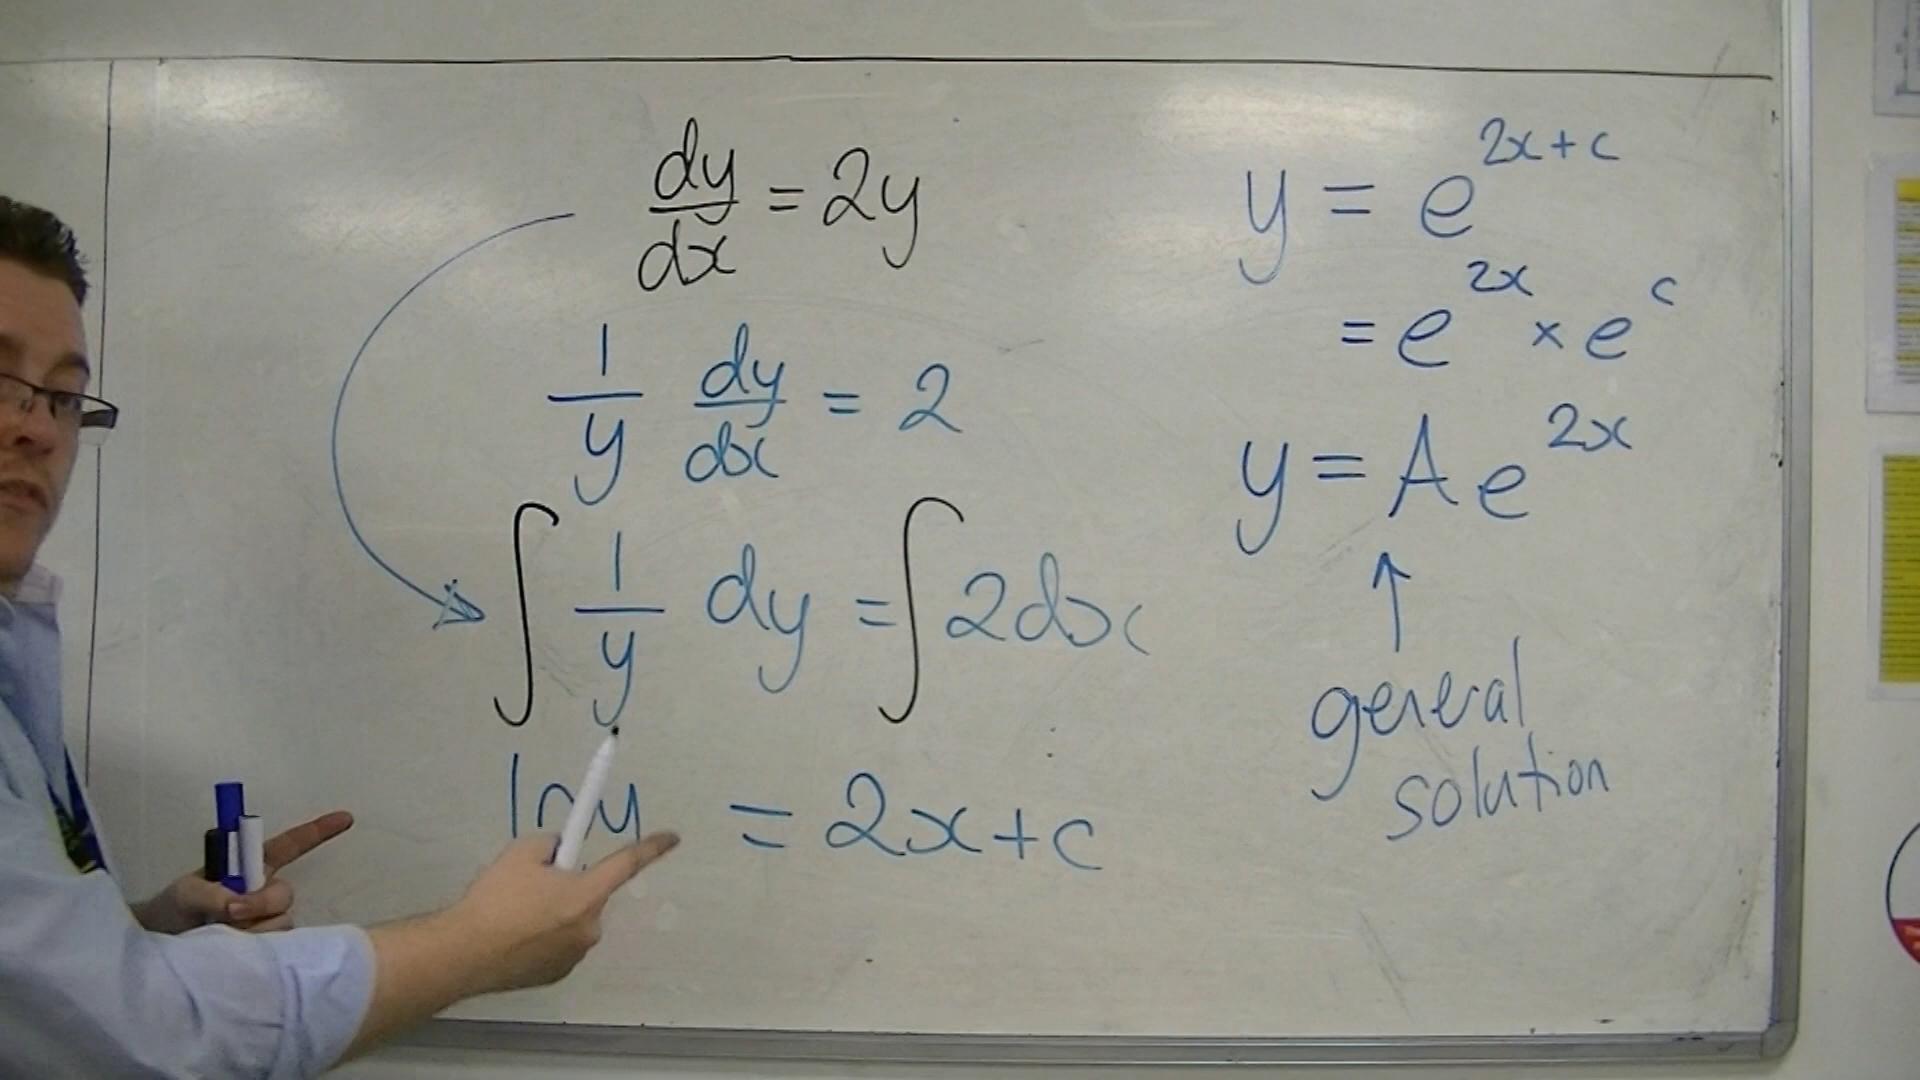 dy/dx = 2y
1/y dy/dx = 2
∫ 1/y dy = ∫ 2dx
ln y = 2x+c
y = e^(2x+c)
= e^(2x) × e^c
y = Ae^(2x)
↑
general
solution